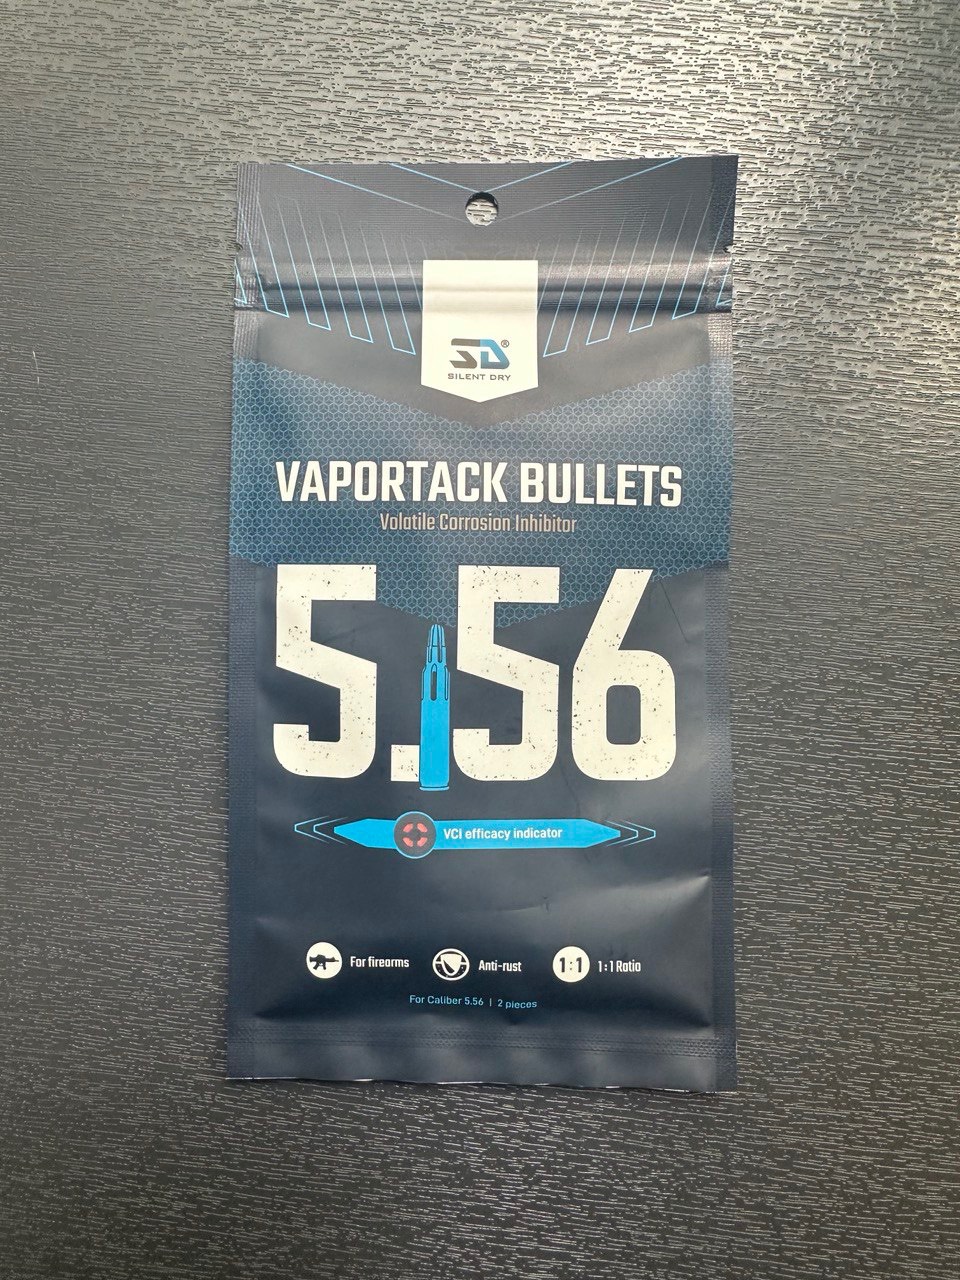 SD®
SILENT DRY
VAPORTACK BULLETS
Volatile Corrosion Inhibitor
5.56
VCI efficacy indicator
For firearms
Anti-rust
1:1
1:1 Ratio
For Caliber 5.56 | 2 pieces